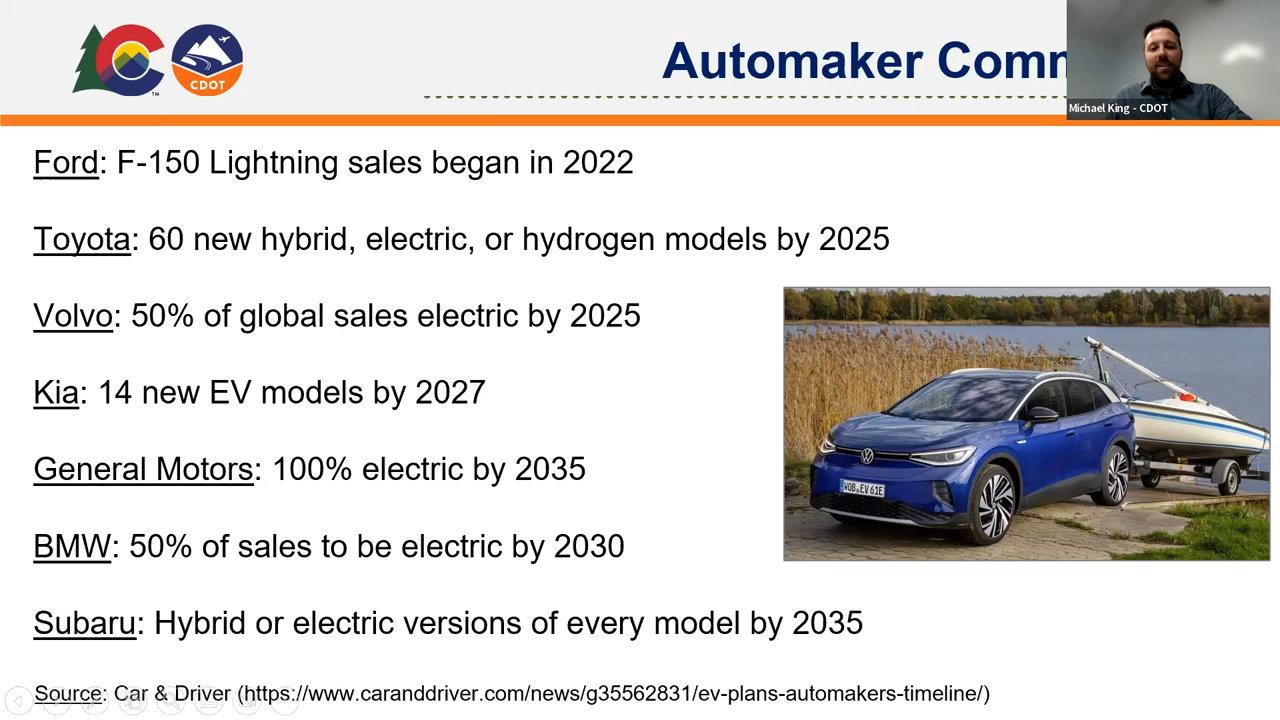 CDOT
TM
Automaker Comm
Michael King - CDOT
Ford: F-150 Lightning sales began in 2022
Toyota: 60 new hybrid, electric, or hydrogen models by 2025
Volvo: 50% of global sales electric by 2025
Kia: 14 new EV models by 2027
General Motors: 100% electric by 2035
BMW: 50% of sales to be electric by 2030
Subaru: Hybrid or electric versions of every model by 2035
WOB EV 61E
Source: Car & Driver (https://www.caranddriver.com/news/g35562831/ev-plans-automakers-timeline/)